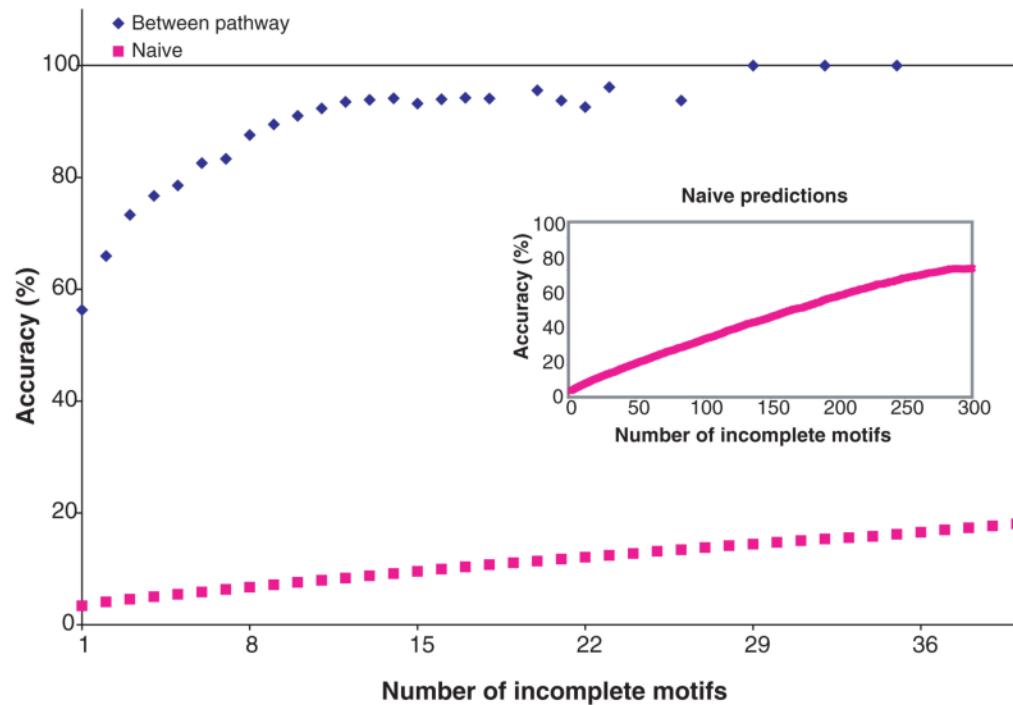 Between pathway
Naive
100
80
60
40
20
0
Accuracy (%)
1 8 15 22 29 36
Number of incomplete motifs
Naive predictions
100
80
60
40
20
0
Accuracy (%)
0 50 100 150 200 250 300
Number of incomplete motifs